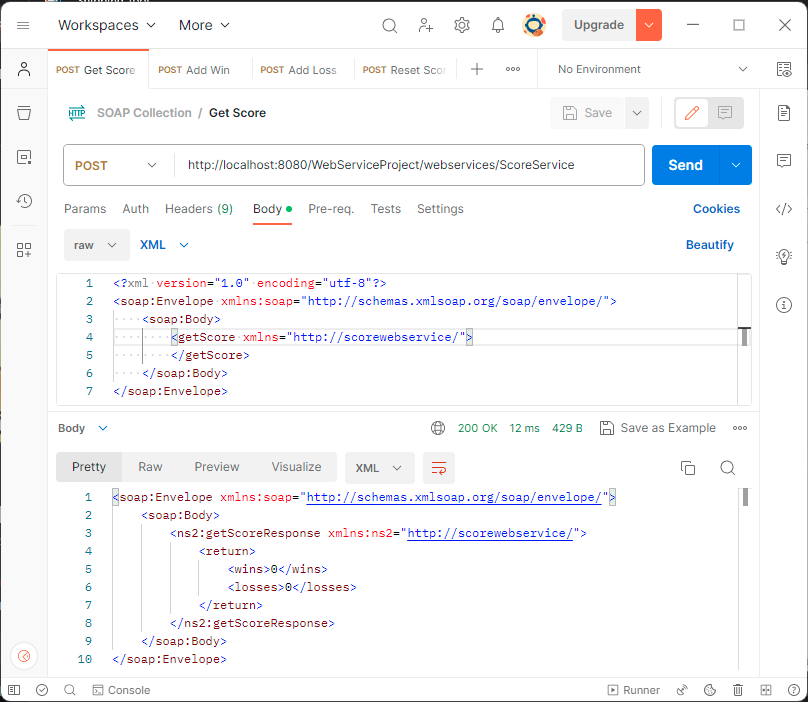 Workspaces More Upgrade
POST Get Score POST Add Win POST Add Loss POST Reset Scor No Environment
HTTP SOAP Collection / Get Score Save
POST http://localhost:8080/WebServiceProject/webservices/ScoreService Send
Params Auth Headers (9) Body Pre-req. Tests Settings Cookies
raw XML Beautify
1 <?xml version="1.0" encoding="utf-8"?>
2 <soap:Envelope xmlns:soap="http://schemas.xmlsoap.org/soap/envelope/">
3 <soap:Body>
4 <getScore xmlns="http://scorewebservice/">
5 </getScore>
6 </soap:Body>
7 </soap:Envelope>
Body 200 OK 12 ms 429 B Save as Example
Pretty Raw Preview Visualize XML
1 <soap:Envelope xmlns:soap="http://schemas.xmlsoap.org/soap/envelope/">
2 <soap:Body>
3 <ns2:getScoreResponse xmlns:ns2="http://scorewebservice/">
4 <return>
5 <wins>0</wins>
6 <losses>0</losses>
7 </return>
8 </ns2:getScoreResponse>
9 </soap:Body>
10 </soap:Envelope>
Console Runner